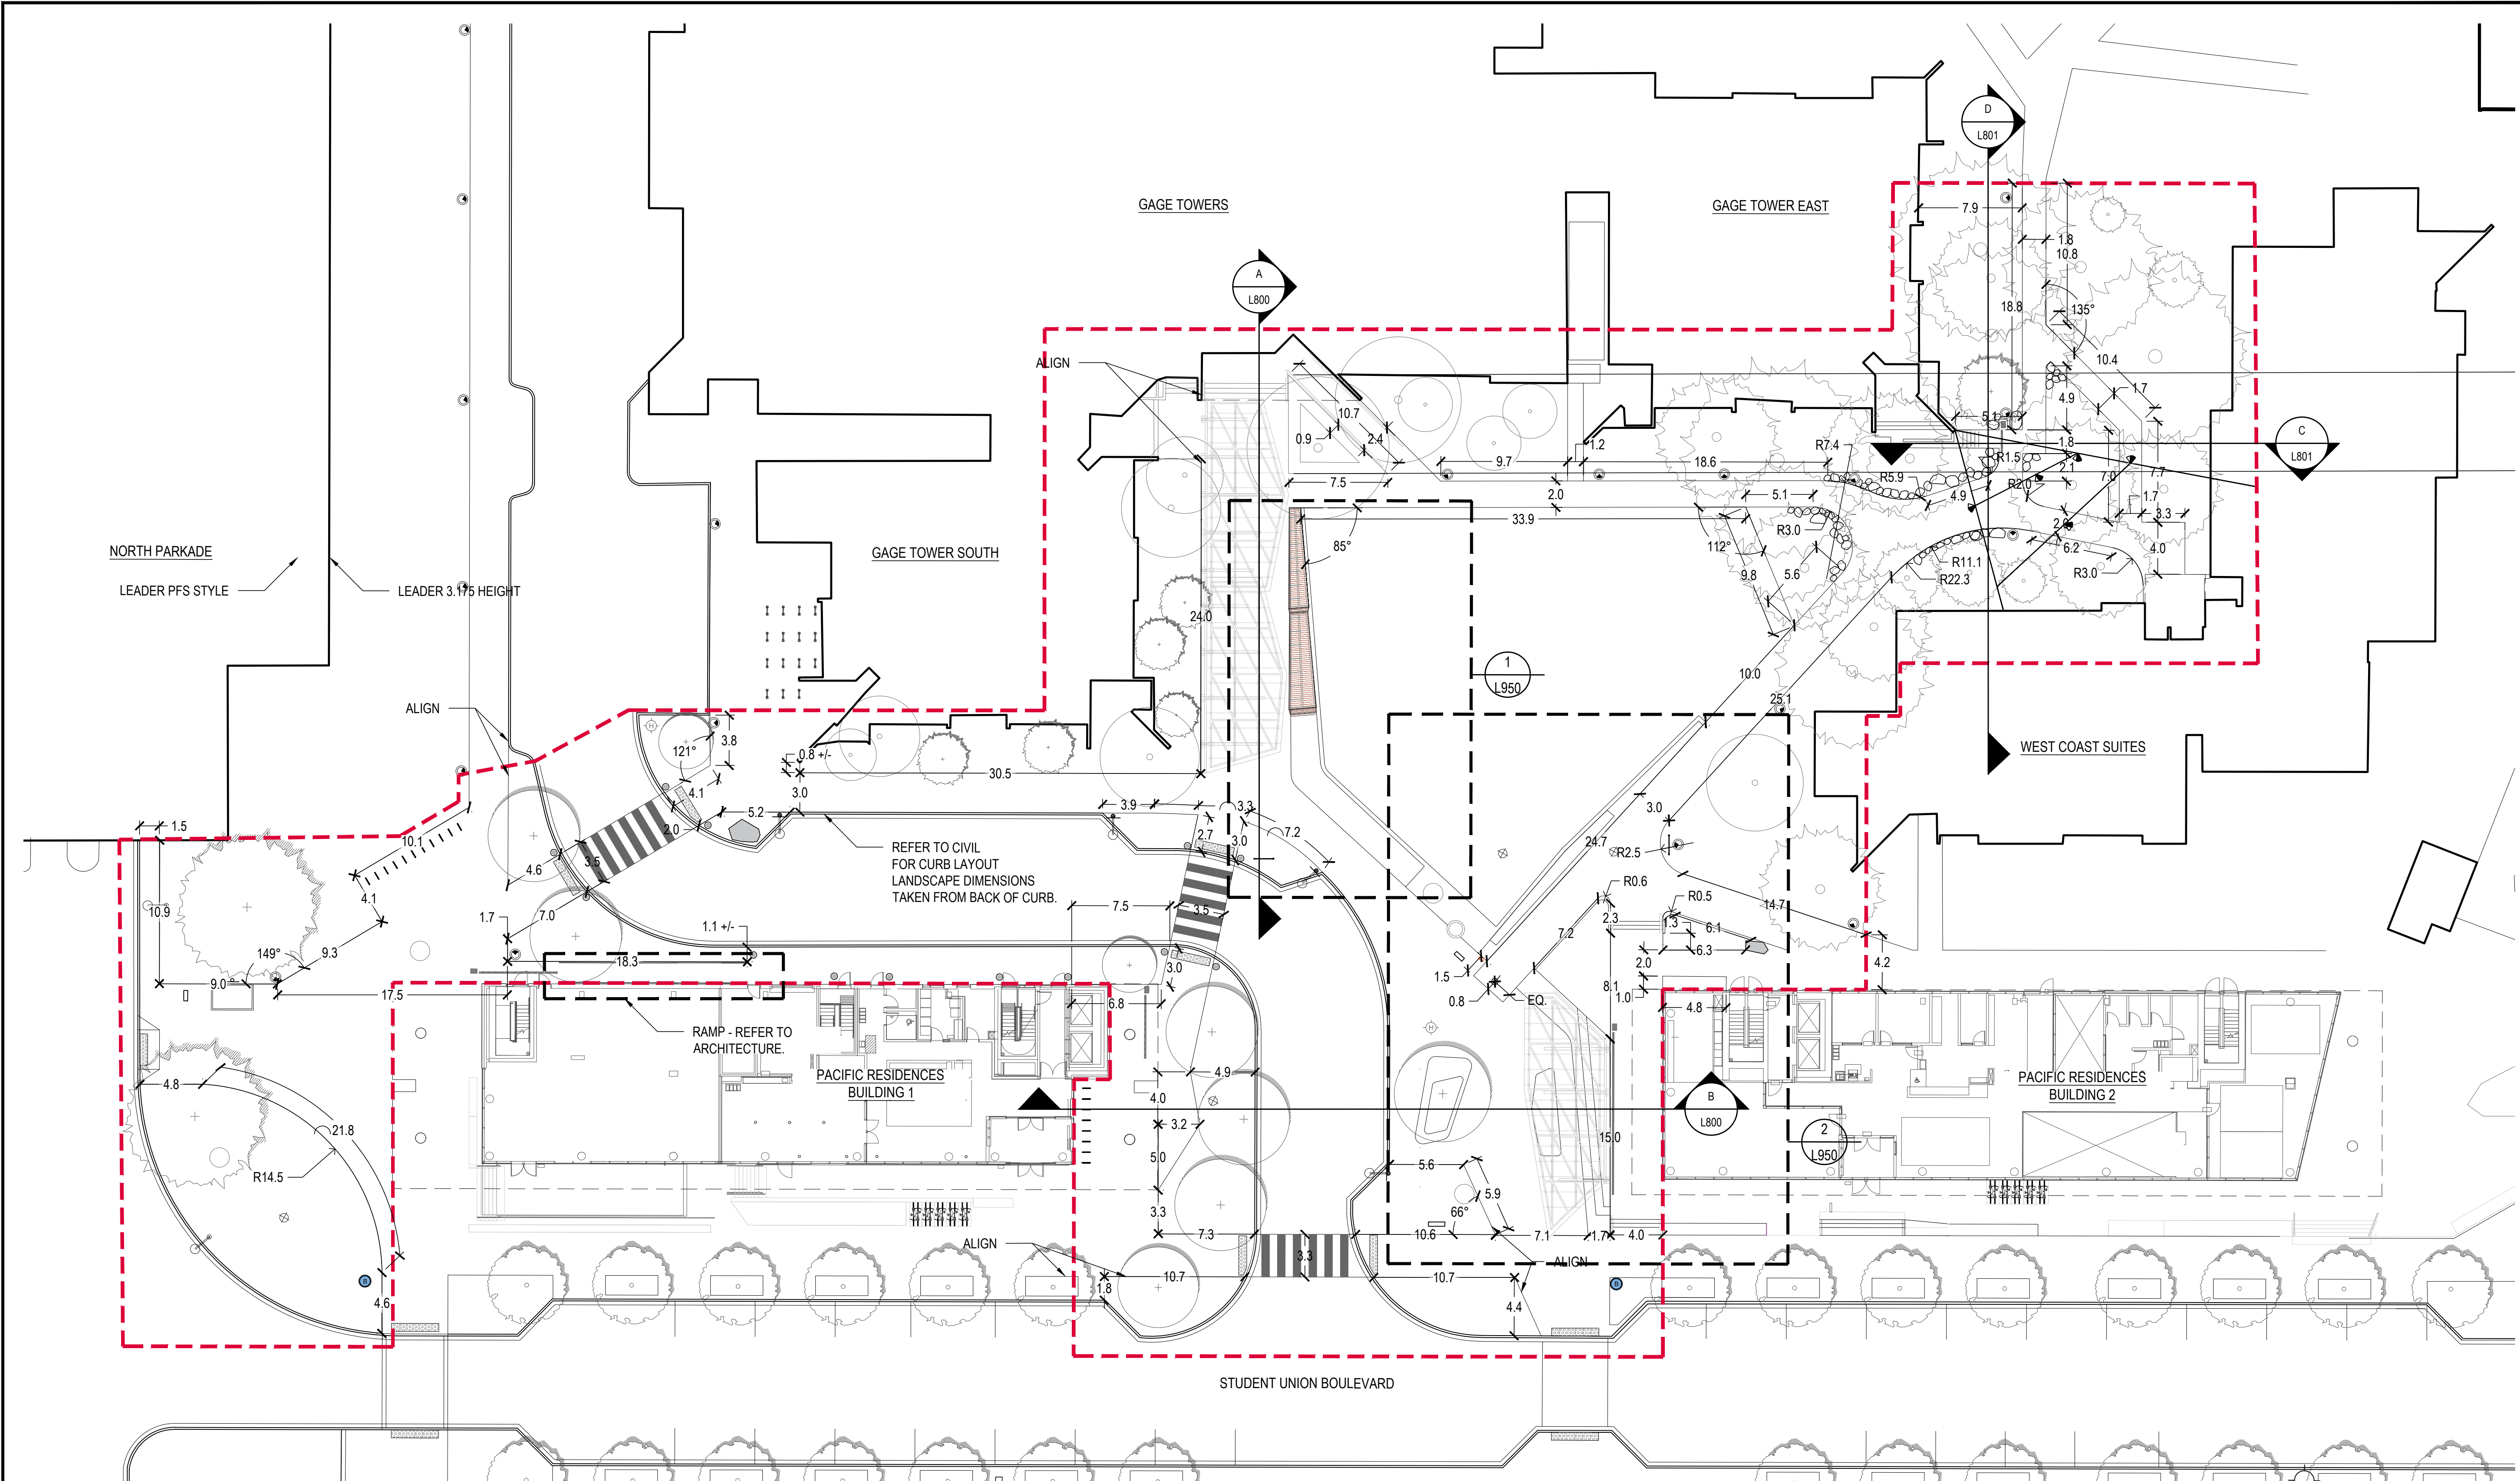 D
L801
GAGE TOWERS
GAGE TOWER EAST
7.9
1.8
10.8
A
L800
18.8
135°
ALIGN
10.4
1.7
10.7
4.9
0.9
2.4
5.1
1.2
R7.4
1.8
C
L801
9.7
18.6
R1.5
2.1
7.5
R5.9
R2.0
7.0
7.7
2.0
5.1
4.9
1.7
33.9
3.3
R3.0
NORTH PARKADE
GAGE TOWER SOUTH
85°
112°
6.2
4.0
9.8
5.6
R11.1
R3.0
R22.3
LEADER PFS STYLE
LEADER 3.175 HEIGHT
24.0
1
L950
10.0
25.1
ALIGN
H
121°
3.8
WEST COAST SUITES
0.8 +/-
30.5
4.1
3.0
3.9
3.3
3.0
1.5
2.0
5.2
2.7
3.0
7.2
10.1
24.7
REFER TO CIVIL
FOR CURB LAYOUT
LANDSCAPE DIMENSIONS
TAKEN FROM BACK OF CURB.
R2.5
4.6
3.5
R0.6
4.1
R0.5
10.9
7.5
3.5
14.7
1.7
7.0
2.3
1.3
6.1
1.1 +/-
7.2
149°
9.3
6.3
18.3
3.0
1.5
2.0
4.2
9.0
8.1
17.5
6.8
0.8
EQ.
1.0
4.8
RAMP - REFER TO
ARCHITECTURE.
H
PACIFIC RESIDENCES
BUILDING 1
4.8
4.9
PACIFIC RESIDENCES
BUILDING 2
4.0
B
L800
21.8
3.2
15.0
2
L950
5.0
5.6
R14.5
5.9
3.3
66°
7.3
10.6
7.1
1.7
4.0
ALIGN
3.3
ALIGN
B
10.7
10.7
B
1.8
4.6
4.4
STUDENT UNION BOULEVARD